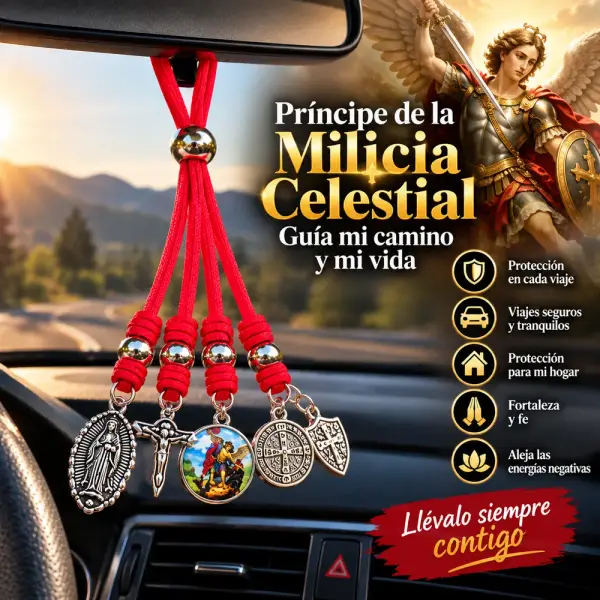 Príncipe de la
Milicia
Celestial
Guía mi camino
y mi vida
Protección
en cada viaje
Viajes seguros
y tranquilos
Protección
para mi hogar
Fortaleza
y fe
Aleja las
energías negativas
Llévalo siempre
contigo